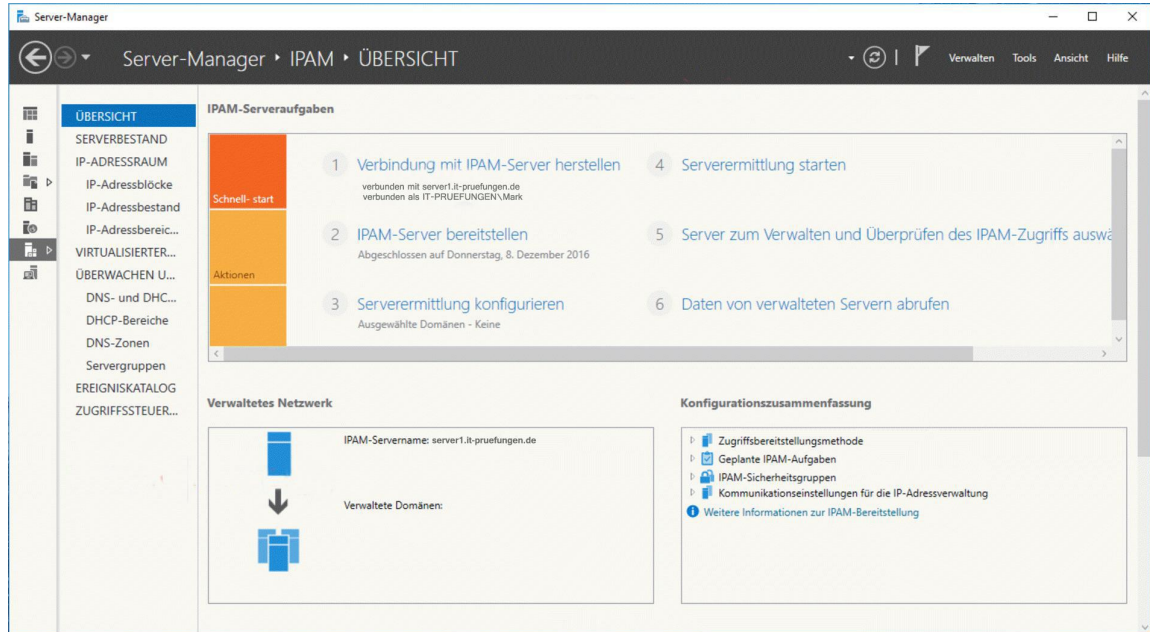 Server-Manager
Server-Manager ‣ IPAM ‣ ÜBERSICHT
Verwalten Tools Ansicht Hilfe
ÜBERSICHT
SERVERBESTAND
IP-ADRESSRAUM
IP-Adressblöcke
IP-Adressbestand
IP-Adressbereic...
VIRTUALISIERTER...
ÜBERWACHEN U...
DNS- und DHC...
DHCP-Bereiche
DNS-Zonen
Servergruppen
EREIGNISKATALOG
ZUGRIFFSSTEUER...
IPAM-Serveraufgaben
Schnell- start
Aktionen
1 Verbindung mit IPAM-Server herstellen
verbunden mit server1.it-pruefungen.de
verbunden als IT-PRUEFUNGEN\Mark
2 IPAM-Server bereitstellen
Abgeschlossen auf Donnerstag, 8. Dezember 2016
3 Serverermittlung konfigurieren
Ausgewählte Domänen - Keine
4 Serverermittlung starten
5 Server zum Verwalten und Überprüfen des IPAM-Zugriffs auswä
6 Daten von verwalteten Servern abrufen
Verwaltetes Netzwerk
IPAM-Servername: server1.it-pruefungen.de
Verwaltete Domänen:
Konfigurationszusammenfassung
Zugriffsbereitstellungsmethode
Geplante IPAM-Aufgaben
IPAM-Sicherheitsgruppen
Kommunikationseinstellungen für die IP-Adressverwaltung
Weitere Informationen zur IPAM-Bereitstellung